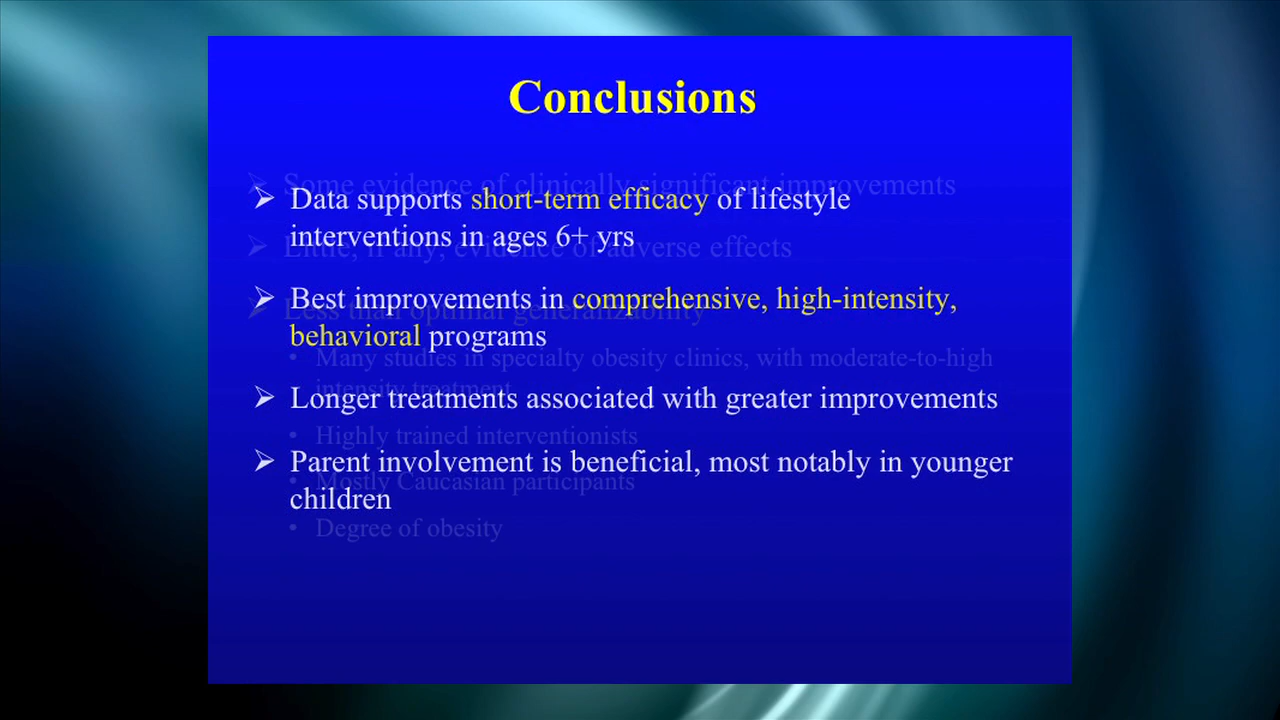 Conclusions
Some evidence of clinically significant improvements
➢ Data supports short-term efficacy of lifestyle
interventions in ages 6+ yrs
Little, if any, evidence of adverse effects
➢ Best improvements in comprehensive, high-intensity,
Less than optimal generalizability
behavioral programs
• Many studies in specialty obesity clinics, with moderate-to-high
intensity treatment
➢ Longer treatments associated with greater improvements
• Highly trained interventionists
➢ Parent involvement is beneficial, most notably in younger
• Mostly Caucasian participants
children
• Degree of obesity